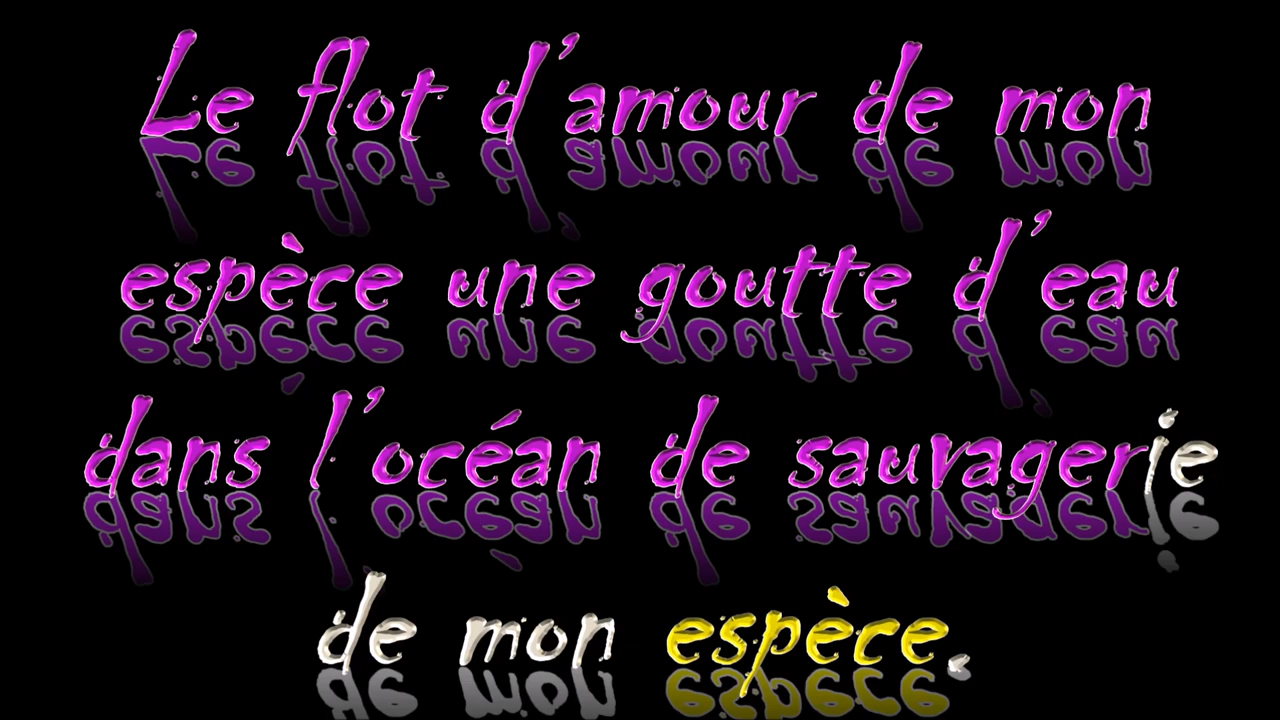 Le flot d'amour de mon
espèce une goutte d'eau
dans l'océan de sauvagerie
de mon espèce.